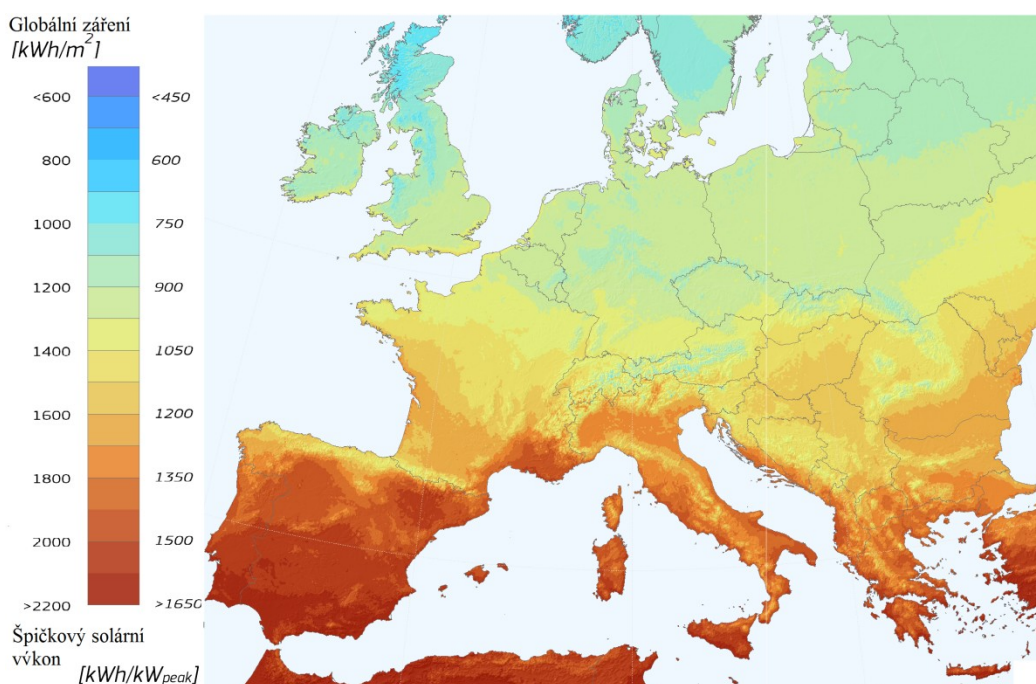 Globální záření
[kWh/m²]
<600 <450
800 600
1000 750
1200 900
1400 1050
1600 1200
1800 1350
2000 1500
>2200 >1650
Špičkový solární
výkon
[kWh/kWpeak]